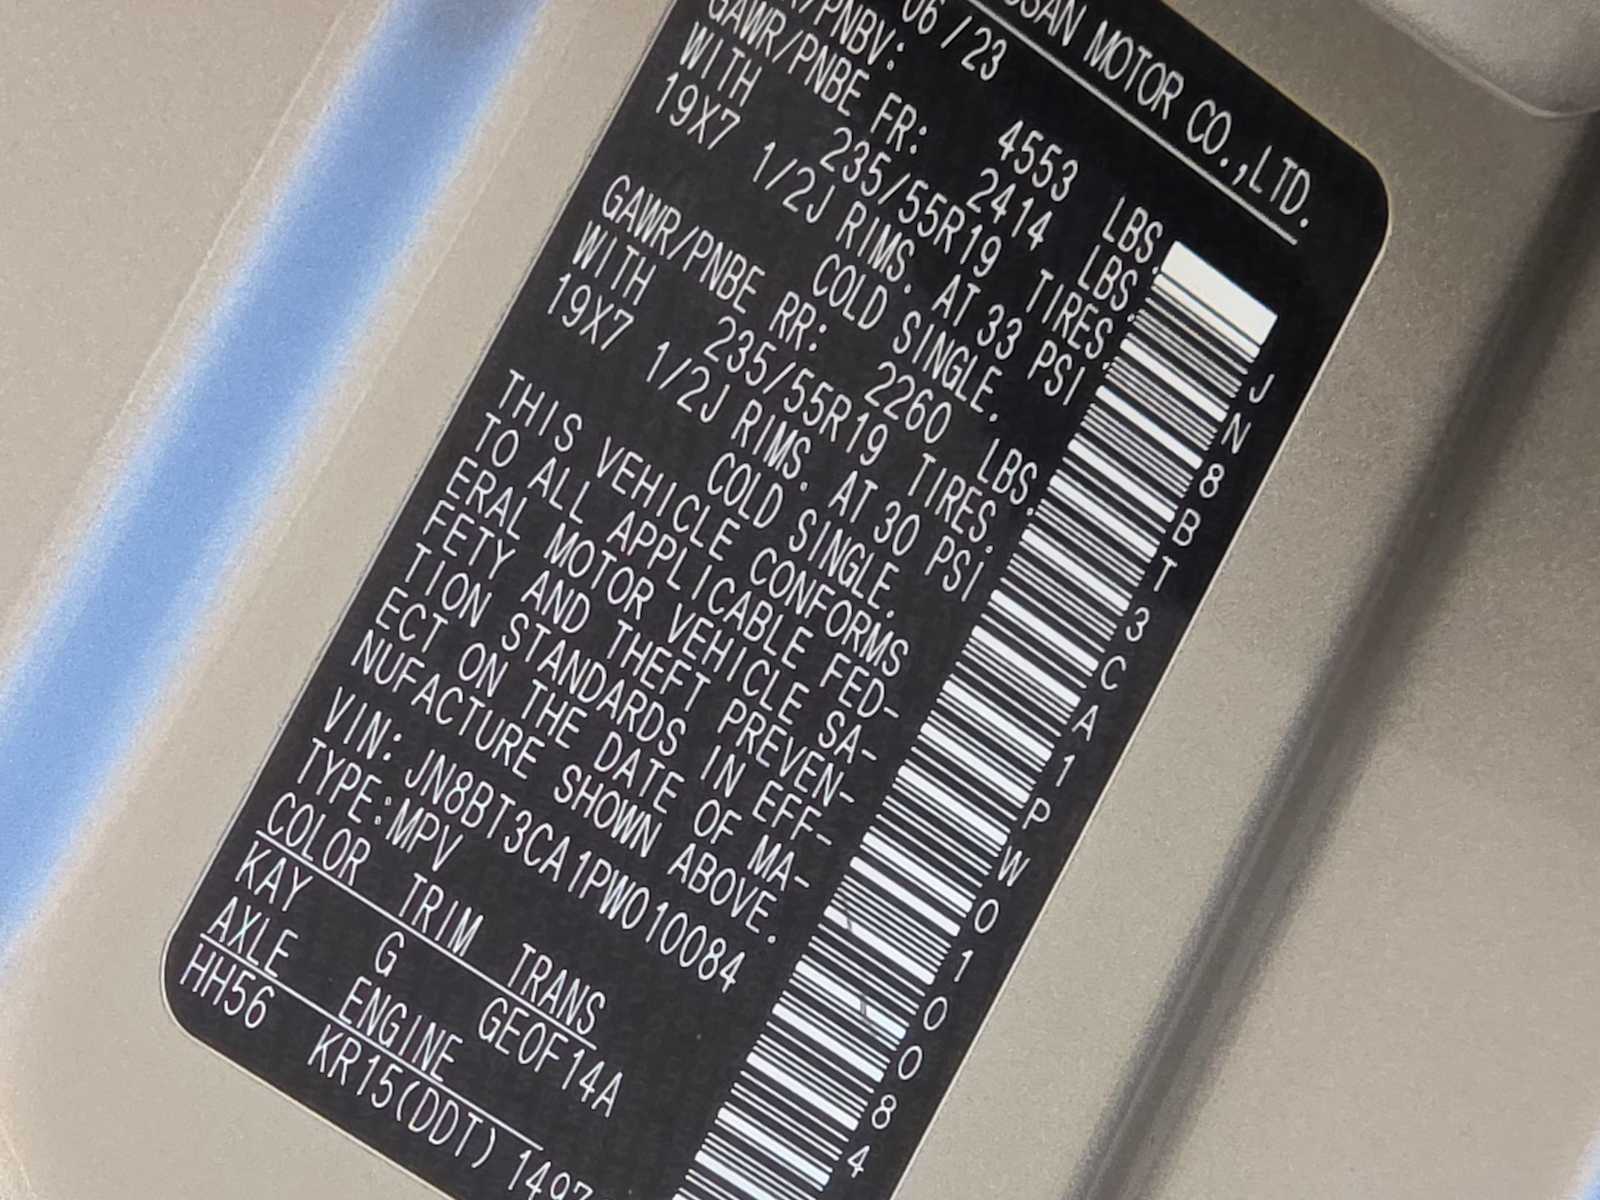 MOTOR CO.,LTD.
06/23
4553 LBS.
GAWR/PNBE FR: 2414 LBS.
WITH 235/55R19 TIRES.
19X7 1/2J RIMS. AT 33 PSI
COLD SINGLE.
GAWR/PNBE RR: 2260 LBS.
WITH 235/55R19 TIRES.
19X7 1/2J RIMS. AT 30 PSI
COLD SINGLE.
THIS VEHICLE CONFORMS
TO ALL APPLICABLE FED-
ERAL MOTOR VEHICLE SA-
FETY AND THEFT PREVEN-
TION STANDARDS IN EFF-
ECT ON THE DATE OF MA-
NUFACTURE SHOWN ABOVE.
VIN: JN8BT3CA1PW010084
TYPE:MPV
COLOR TRIM TRANS
KAY G GE0F14A
AXLE ENGINE
HH56 KR15(DDT) 1497
JN8BT3CA1PW010084